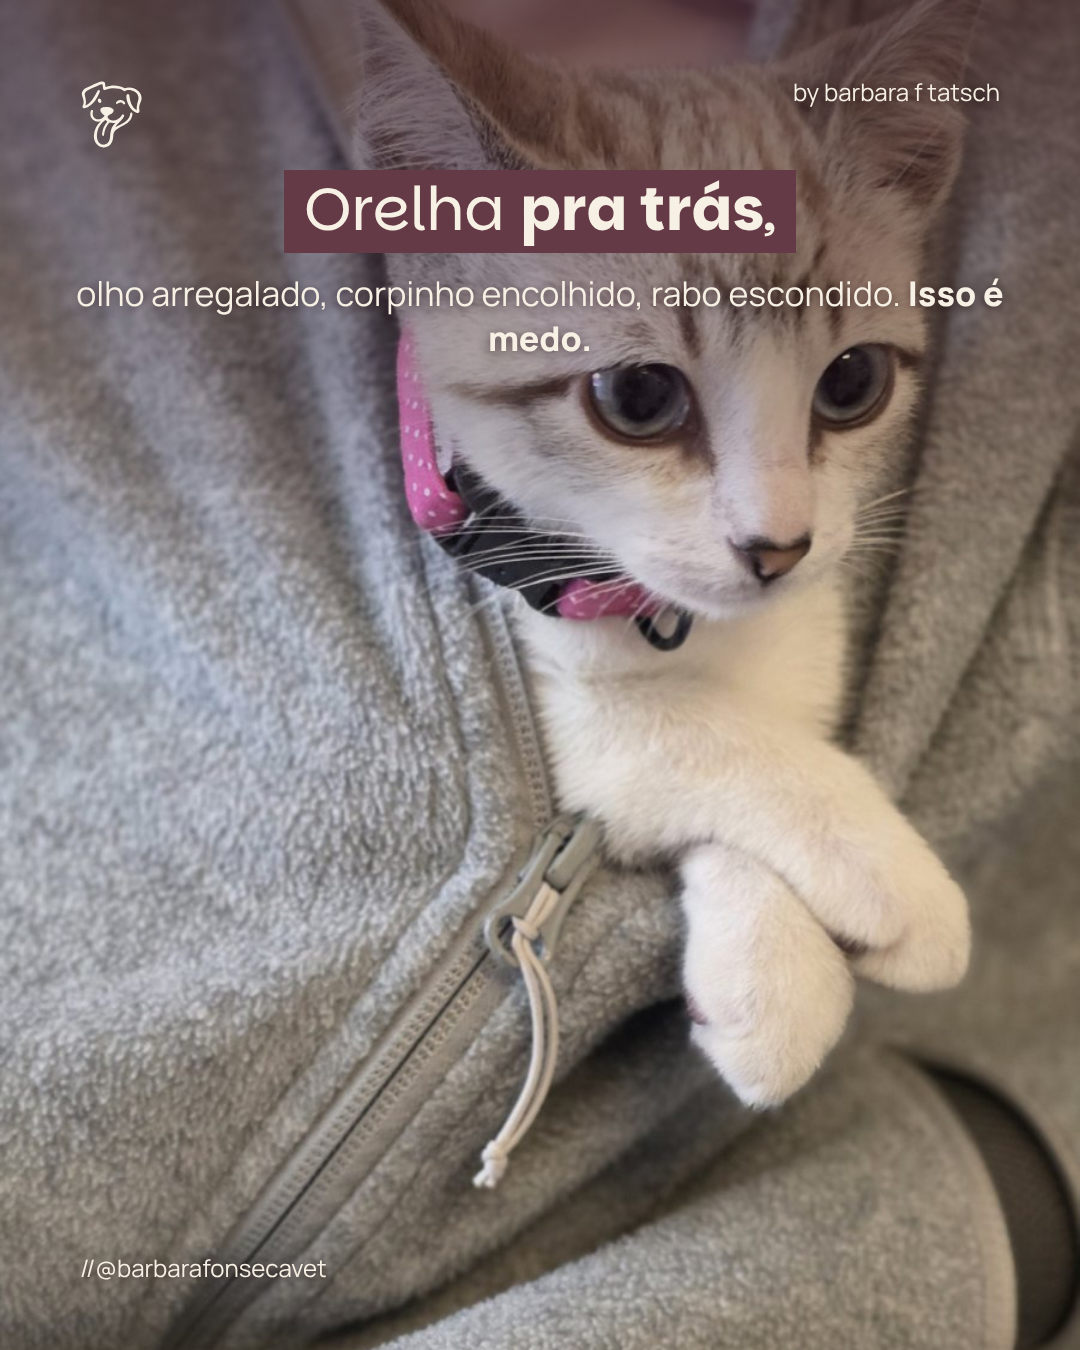 by barbara f tatsch
Orelha pra trás,
olho arregalado, corpinho encolhido, rabo escondido. Isso é
medo.
//@barbarafonsecavet